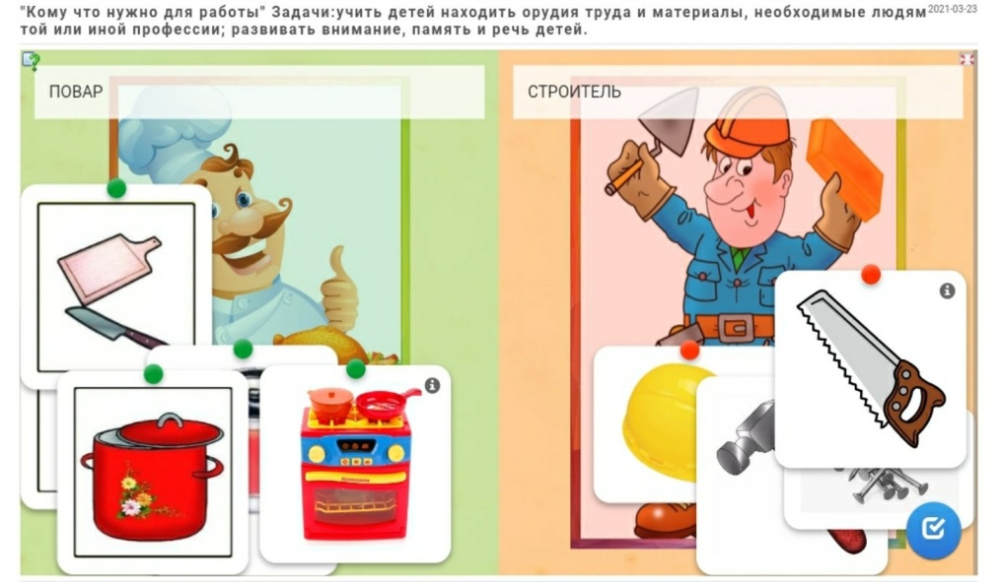 "Кому что нужно для работы" Задачи:учить детей находить орудия труда и материалы, необходимые людям
2021-03-23
той или иной профессии; развивать внимание, память и речь детей.
ПОВАР
СТРОИТЕЛЬ